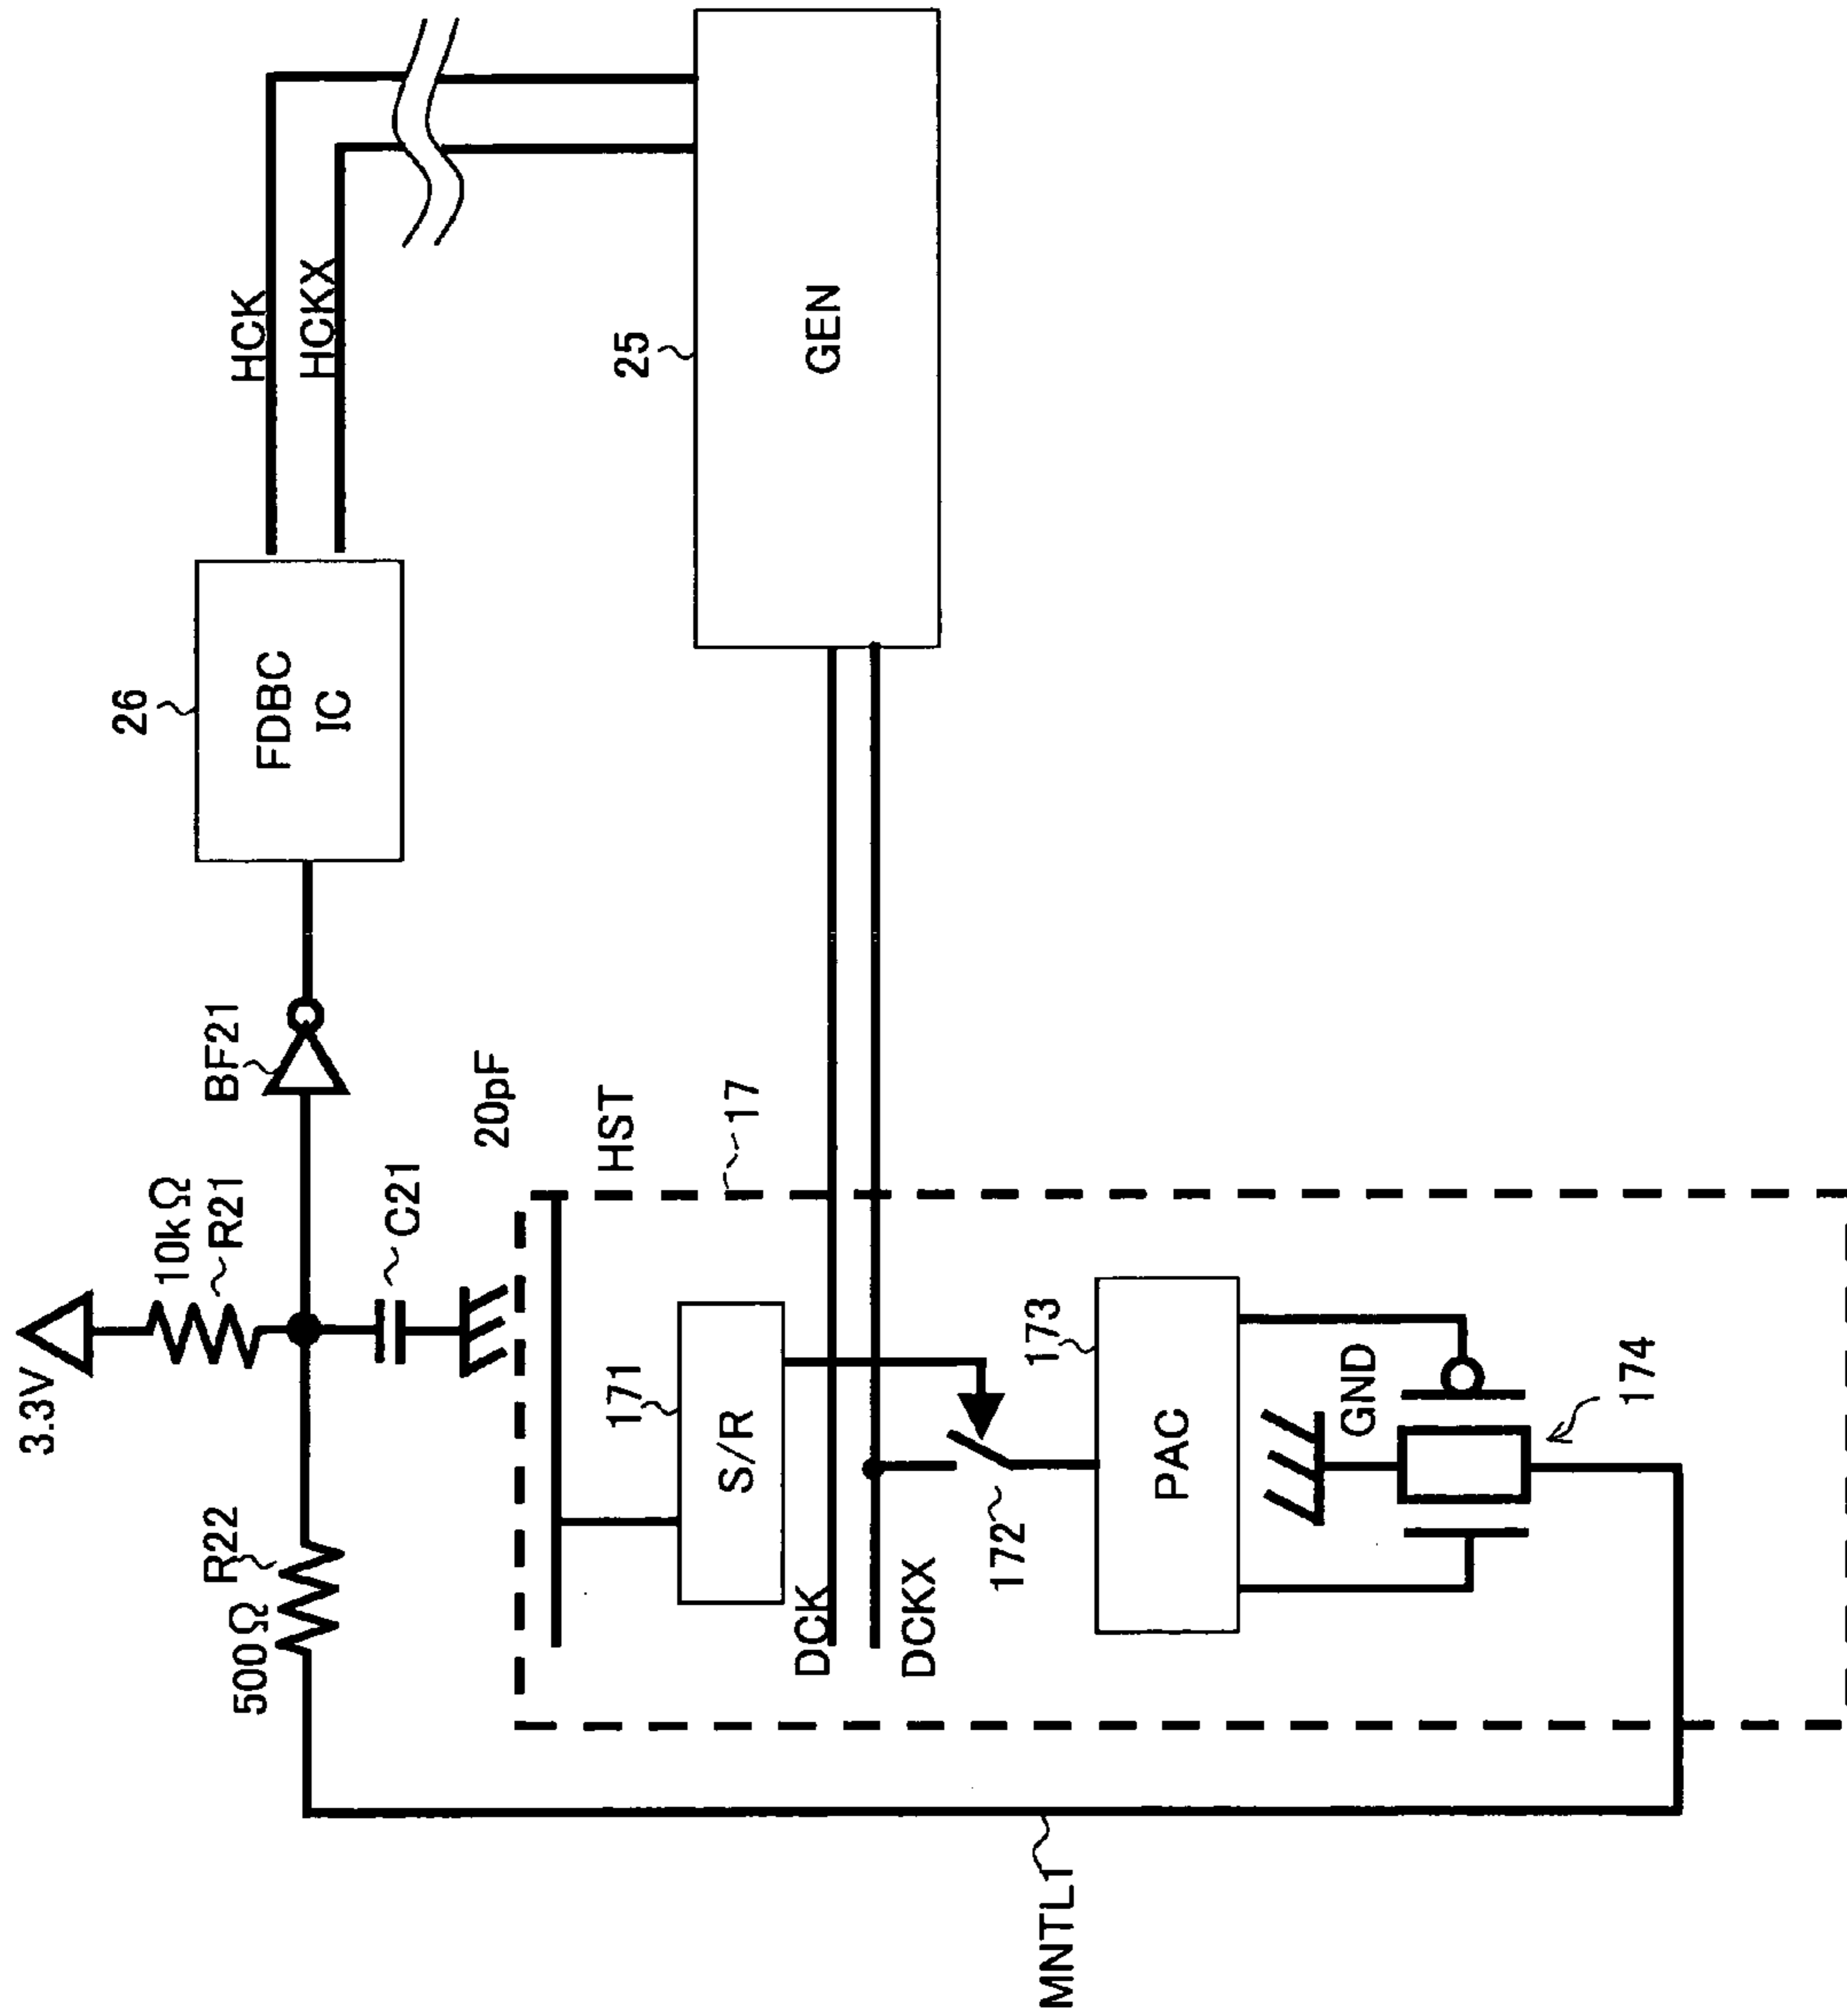 3.3V
10kΩ
R21
500Ω
R22
C21
20pF
BF21
26
FDBC
IC
HCK
HCKX
HST
17
171
S/R
DCK
DCKX
172
173
PAC
GND
174
25
GEN
MNTL1